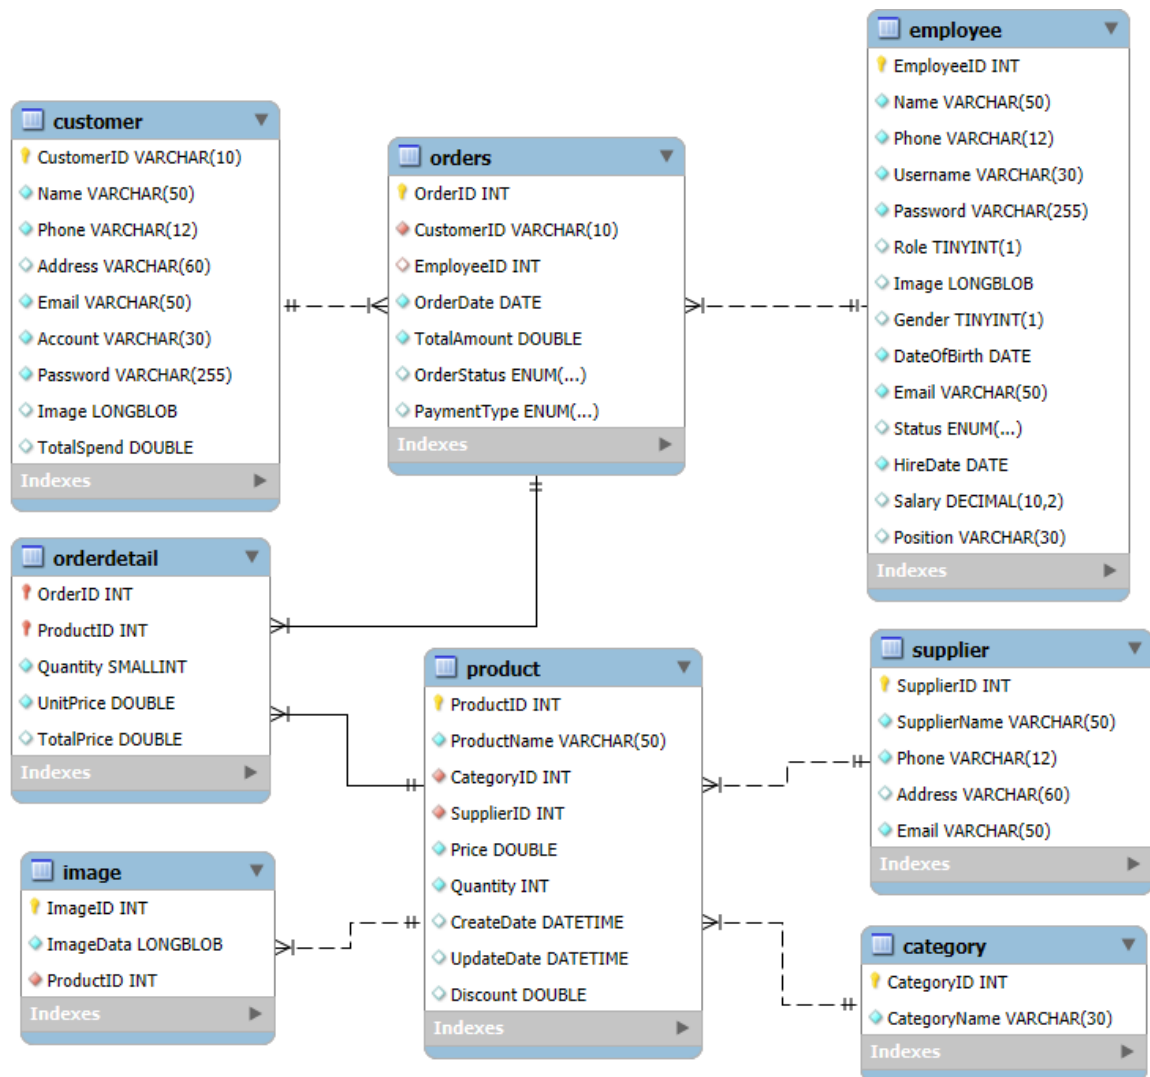 customer
CustomerID VARCHAR(10)
Name VARCHAR(50)
Phone VARCHAR(12)
Address VARCHAR(60)
Email VARCHAR(50)
Account VARCHAR(30)
Password VARCHAR(255)
Image LONGBLOB
TotalSpend DOUBLE
Indexes
orders
OrderID INT
CustomerID VARCHAR(10)
EmployeeID INT
OrderDate DATE
TotalAmount DOUBLE
OrderStatus ENUM(...)
PaymentType ENUM(...)
Indexes
employee
EmployeeID INT
Name VARCHAR(50)
Phone VARCHAR(12)
Username VARCHAR(30)
Password VARCHAR(255)
Role TINYINT(1)
Image LONGBLOB
Gender TINYINT(1)
DateOfBirth DATE
Email VARCHAR(50)
Status ENUM(...)
HireDate DATE
Salary DECIMAL(10,2)
Position VARCHAR(30)
Indexes
orderdetail
OrderID INT
ProductID INT
Quantity SMALLINT
UnitPrice DOUBLE
TotalPrice DOUBLE
Indexes
product
ProductID INT
ProductName VARCHAR(50)
CategoryID INT
SupplierID INT
Price DOUBLE
Quantity INT
CreateDate DATETIME
UpdateDate DATETIME
Discount DOUBLE
Indexes
supplier
SupplierID INT
SupplierName VARCHAR(50)
Phone VARCHAR(12)
Address VARCHAR(60)
Email VARCHAR(50)
Indexes
image
ImageID INT
ImageData LONGBLOB
ProductID INT
Indexes
category
CategoryID INT
CategoryName VARCHAR(30)
Indexes